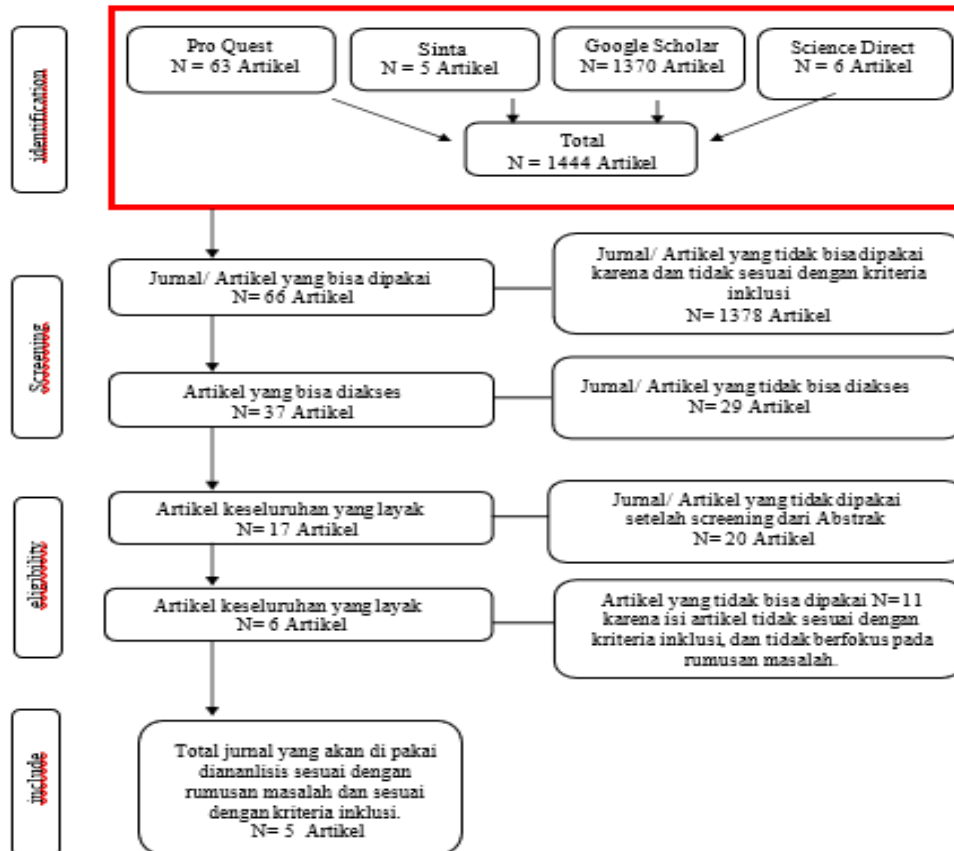 identification
Pro Quest
N = 63 Artikel
Sinta
N = 5 Artikel
Google Scholar
N= 1370 Artikel
Science Direct
N = 6 Artikel
Total
N = 1444 Artikel
Screening
Jurnal/ Artikel yang bisa dipakai
N= 66 Artikel
Jurnal/ Artikel yang tidak bisa dipakai
karena dan tidak sesuai dengan kriteria
inklusi
N= 1378 Artikel
Artikel yang bisa diakses
N= 37 Artikel
Jurnal/ Artikel yang tidak bisa diakses
N= 29 Artikel
eligibility
Artikel keseluruhan yang layak
N= 17 Artikel
Jurnal/ Artikel yang tidak dipakai
setelah screening dari Abstrak
N= 20 Artikel
Artikel keseluruhan yang layak
N= 6 Artikel
Artikel yang tidak bisa dipakai N=11
karena isi artikel tidak sesuai dengan
kriteria inklusi, dan tidak berfokus pada
rumusan masalah.
include
Total jurnal yang akan di pakai
diananlisis sesuai dengan
rumusan masalah dan sesuai
dengan kriteria inklusi.
N= 5 Artikel